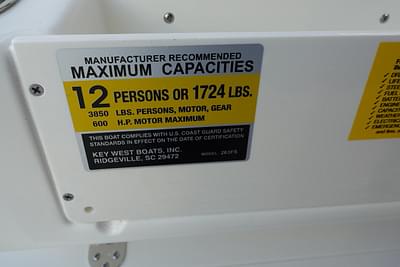 MANUFACTURER RECOMMENDED
MAXIMUM CAPACITIES
12 PERSONS OR 1724 LBS.
3850 LBS. PERSONS, MOTOR, GEAR
600 H.P. MOTOR MAXIMUM
THIS BOAT COMPLIES WITH U.S. COAST GUARD SAFETY
STANDARDS IN EFFECT ON THE DATE OF CERTIFICATION
KEY WEST BOATS, INC.
RIDGEVILLE, SC 29472
MODEL: 263FS